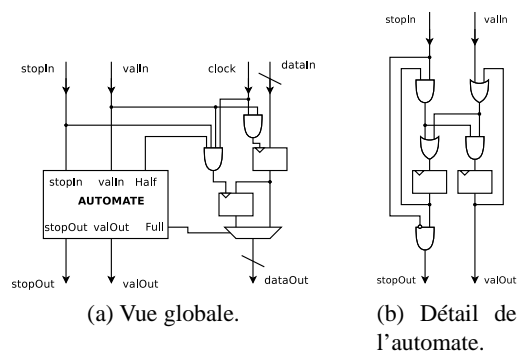 stopIn valIn clock dataIn
stopIn valIn Half
AUTOMATE
stopOut valOut Full
stopOut valOut dataOut
(a) Vue globale.
stopIn valIn
stopOut valOut
(b) Détail de
l'automate.